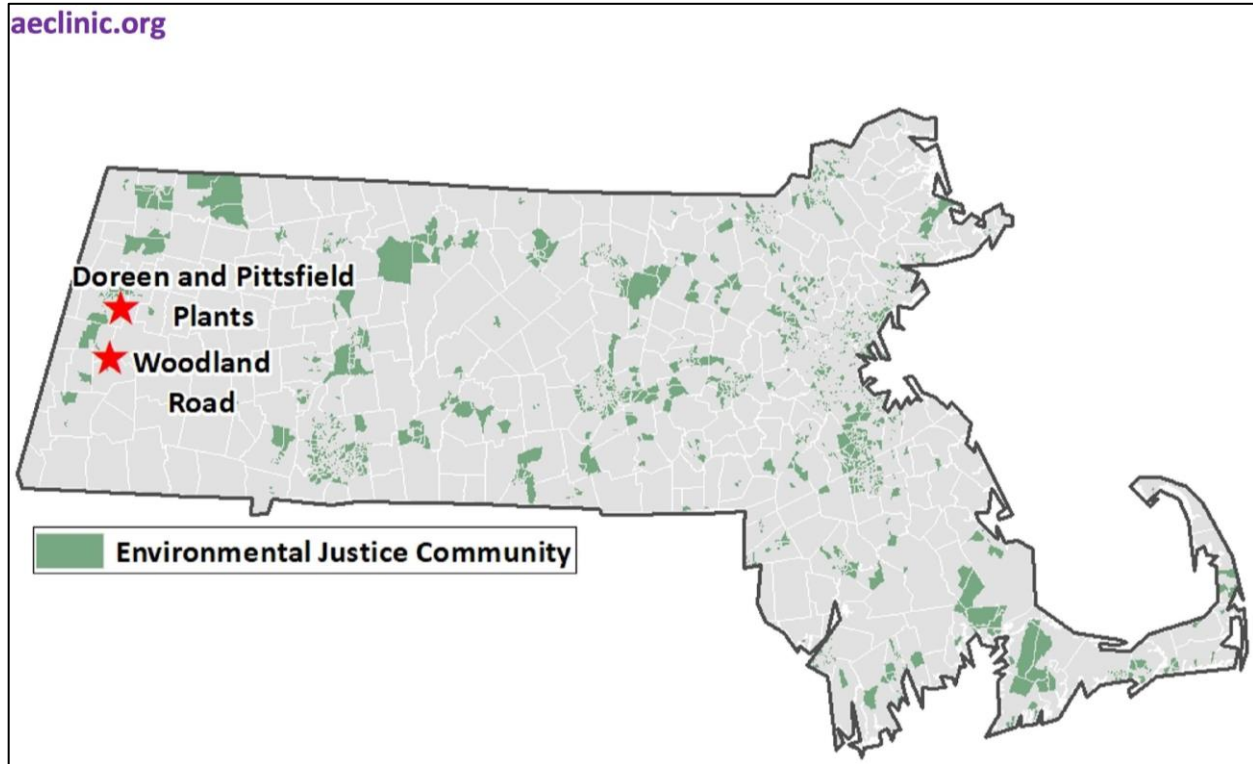 aeclinic.org
Doreen and Pittsfield
Plants
Woodland
Road
Environmental Justice Community